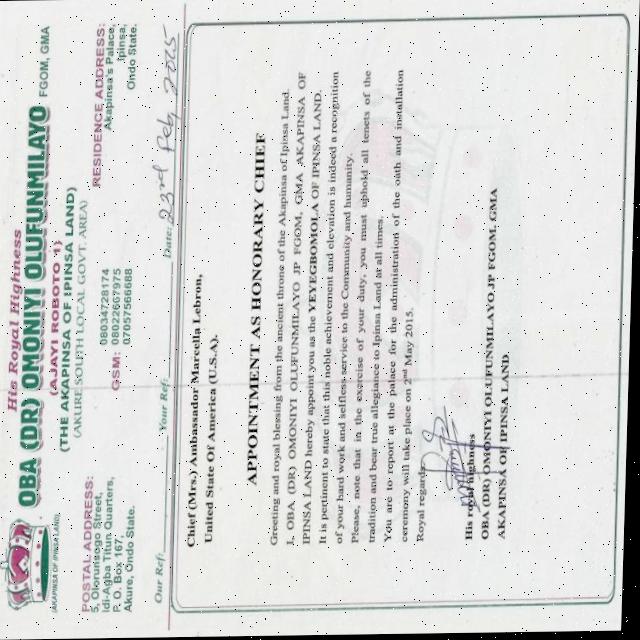 His Royal Highness
OBA (DR) OMONIYI OLUFUNMILAYO FGOM, GMA
(AJAYI ROBOTO 1)
(THE AKAPINSA OF IPINSA LAND)
(AKURE SOUTH LOCAL GOVT. AREA)
(AKAPINSA OF IPINSA LAND)
POSTAL ADDRESS:
5, Olorunsogo Street,
Idi-Agba Titun Quarters,
P. O. Box 167,
Akure, Ondo State.
GSM: 08034728174
08022667975
07057566688
RESIDENCE ADDRESS:
Akapinsa's Palace,
Ipinsa,
Ondo State.
Our Ref: Your Ref: Date: 23rd Feb 2015
Chief (Mrs.) Ambassador Marcella Lebron,
United State Of America (U.S.A).
APPOINTMENT AS HONORARY CHIEF
Greeting and royal blessing from the ancient throne of the Akapinsa of Ipinsa Land.
I, OBA (DR) OMONIYI OLUFUNMILAYO JP FGOM, GMA AKAPINSA OF
IPINSA LAND hereby appoint you as the YEYEGBOMOLA OF IPINSA LAND.
It is pertinent to state that this noble achievement and elevation is indeed a recognition
of your hard work and selfless service to the Community and humanity.
Please, note that in the exercise of your duty, you must uphold all tenets of the
tradition and bear true allegiance to Ipinsa Land at all times.
You are to report at the palace for the administration of the oath and installation
ceremony will take place on 2nd May 2015.
Royal regards,
His royal highness
OBA (DR) OMONIYI OLUFUNMILAYO JP FGOM, GMA
AKAPINSA OF IPINSA LAND.